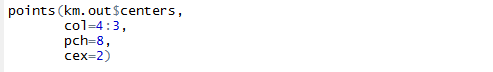 points(km.out$centers,
       col=4:3,
       pch=8,
       cex=2)